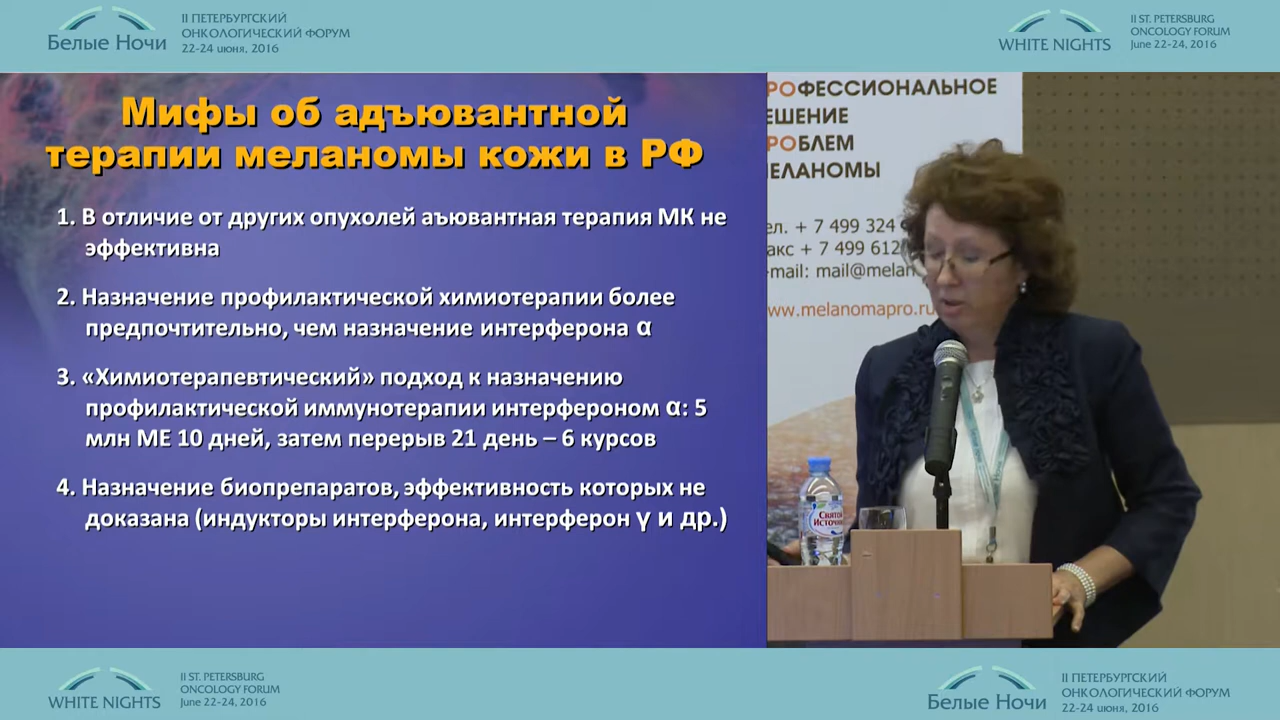 Белые Ночи
II ПЕТЕРБУРГСКИЙ
ОНКОЛОГИЧЕСКИЙ ФОРУМ
22-24 июня, 2016
WHITE NIGHTS
II ST. PETERSBURG
ONCOLOGY FORUM
June 22-24, 2016
Мифы об адъювантной
терапии меланомы кожи в РФ
1. В отличие от других опухолей аъювантная терапия МК не
эффективна
2. Назначение профилактической химиотерапии более
предпочтительно, чем назначение интерферона α
3. «Химиотерапевтический» подход к назначению
профилактической иммунотерапии интерфероном α: 5
млн МЕ 10 дней, затем перерыв 21 день – 6 курсов
4. Назначение биопрепаратов, эффективность которых не
доказана (индукторы интерферона, интерферон γ и др.)
РОФЕССИОНАЛЬНОЕ
ЕШЕНИЕ
РОБЛЕМ
ЕЛАНОМЫ
ел. + 7 499 324
акс + 7 499 612
-mail: mail@melan
ww.melanomapro.ru
Святой
Источник
WHITE NIGHTS
II ST. PETERSBURG
ONCOLOGY FORUM
June 22-24, 2016
Белые Ночи
II ПЕТЕРБУРГСКИЙ
ОНКОЛОГИЧЕСКИЙ ФОРУМ
22-24 июня, 2016